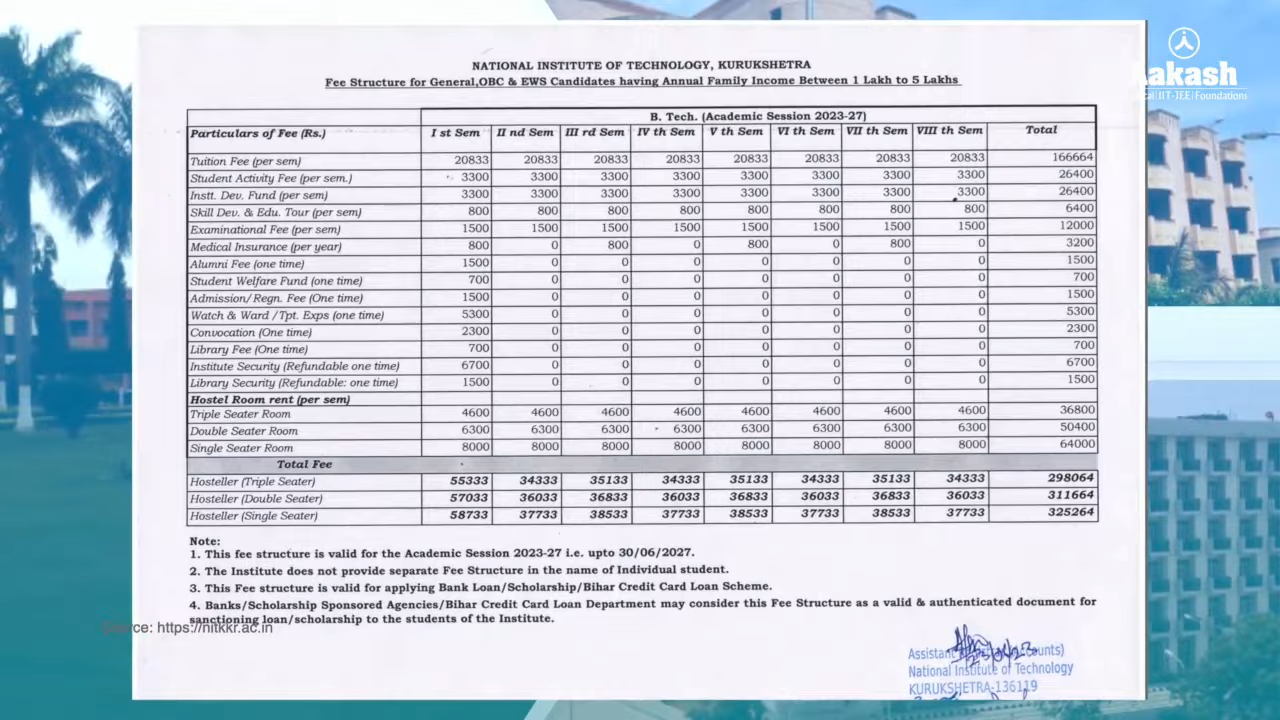 Aakash
IIT-JEE | Foundations
NATIONAL INSTITUTE OF TECHNOLOGY, KURUKSHETRA
Fee Structure for General,OBC & EWS Candidates having Annual Family Income Between 1 Lakh to 5 Lakhs
B. Tech. (Academic Session 2023-27)
Particulars of Fee (Rs.) I st Sem II nd Sem III rd Sem IV th Sem V th Sem VI th Sem VII th Sem VIII th Sem Total
Tuition Fee (per sem) 20833 20833 20833 20833 20833 20833 20833 20833 166664
Student Activity Fee (per sem.) 3300 3300 3300 3300 3300 3300 3300 3300 26400
Instt. Dev. Fund (per sem) 3300 3300 3300 3300 3300 3300 3300 3300 26400
Skill Dev. & Edu. Tour (per sem) 800 800 800 800 800 800 800 800 6400
Examinational Fee (per sem) 1500 1500 1500 1500 1500 1500 1500 1500 12000
Medical Insurance (per year) 800 0 800 0 800 0 800 0 3200
Alumni Fee (one time) 1500 0 0 0 0 0 0 0 1500
Student Welfare Fund (one time) 700 0 0 0 0 0 0 0 700
Admission/Regn. Fee (One time) 1500 0 0 0 0 0 0 0 1500
Watch & Ward /Tpt. Exps (one time) 5300 0 0 0 0 0 0 0 5300
Convocation (One time) 2300 0 0 0 0 0 0 0 2300
Library Fee (One time) 700 0 0 0 0 0 0 0 700
Institute Security (Refundable one time) 6700 0 0 0 0 0 0 0 6700
Library Security (Refundable: one time) 1500 0 0 0 0 0 0 0 1500
Hostel Room rent (per sem)
Triple Seater Room 4600 4600 4600 4600 4600 4600 4600 4600 36800
Double Seater Room 6300 6300 6300 6300 6300 6300 6300 6300 50400
Single Seater Room 8000 8000 8000 8000 8000 8000 8000 8000 64000
Total Fee
Hosteller (Triple Seater) 55333 34333 35133 34333 35133 34333 35133 34333 298064
Hosteller (Double Seater) 57033 36033 36833 36033 36833 36033 36833 36033 311664
Hosteller (Single Seater) 58733 37733 38533 37733 38533 37733 38533 37733 325264
Note:
1. This fee structure is valid for the Academic Session 2023-27 i.e. upto 30/06/2027.
2. The Institute does not provide separate Fee Structure in the name of Individual student.
3. This Fee structure is valid for applying Bank Loan/Scholarship/Bihar Credit Card Loan Scheme.
4. Banks/Scholarship Sponsored Agencies/Bihar Credit Card Loan Department may consider this Fee Structure as a valid & authenticated document for
sanctioning loan/scholarship to the students of the Institute.
Source: https://nitkkr.ac.in
Assistant
National Institute of Technology
KURUKSHETRA-136119